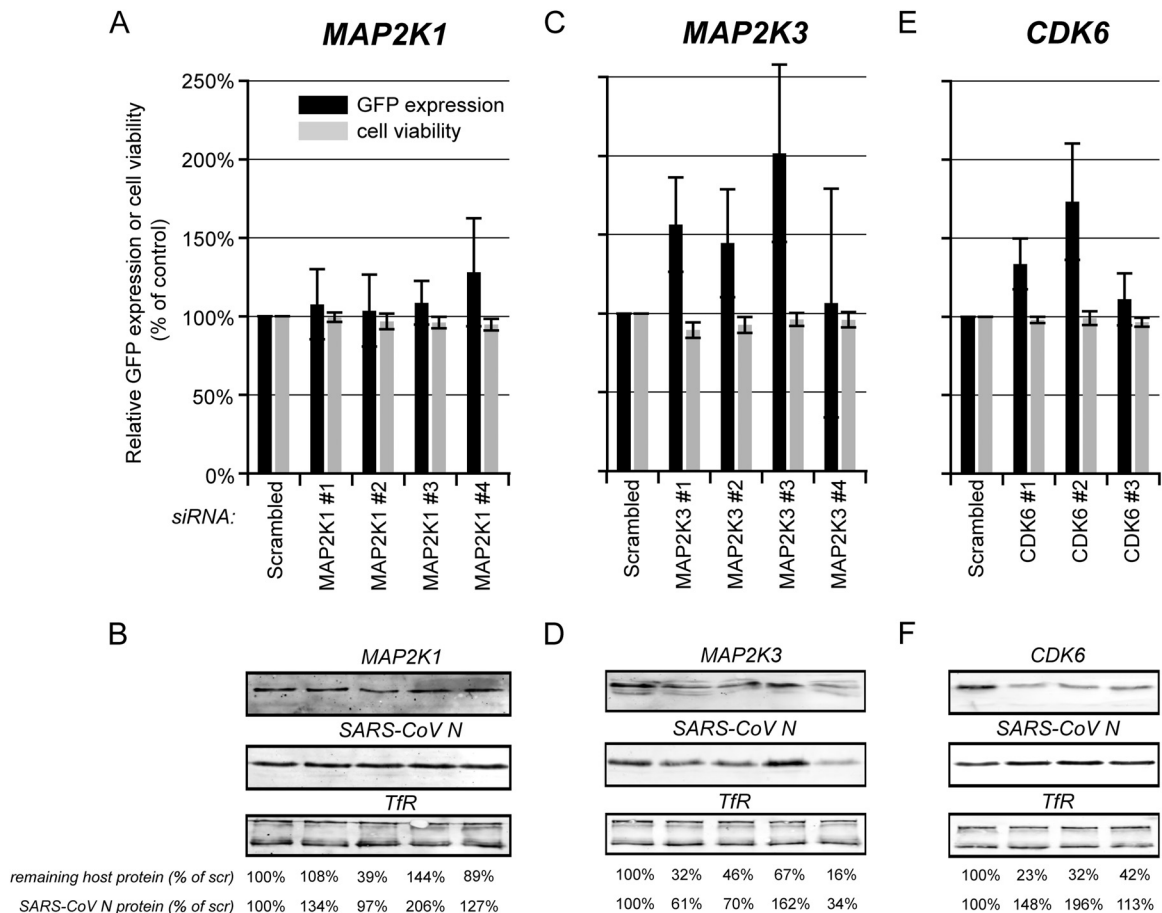 A
MAP2K1
C
MAP2K3
E
CDK6
Relative GFP expression or cell viability
(% of control)
250%
200%
150%
100%
50%
0%
GFP expression
cell viability
siRNA:
Scrambled
MAP2K1 #1
MAP2K1 #2
MAP2K1 #3
MAP2K1 #4
Scrambled
MAP2K3 #1
MAP2K3 #2
MAP2K3 #3
MAP2K3 #4
Scrambled
CDK6 #1
CDK6 #2
CDK6 #3
B
MAP2K1
SARS-CoV N
TfR
D
MAP2K3
SARS-CoV N
TfR
F
CDK6
SARS-CoV N
TfR
remaining host protein (% of scr) 100% 108% 39% 144% 89% 100% 32% 46% 67% 16% 100% 23% 32% 42%
SARS-CoV N protein (% of scr) 100% 134% 97% 206% 127% 100% 61% 70% 162% 34% 100% 148% 196% 113%